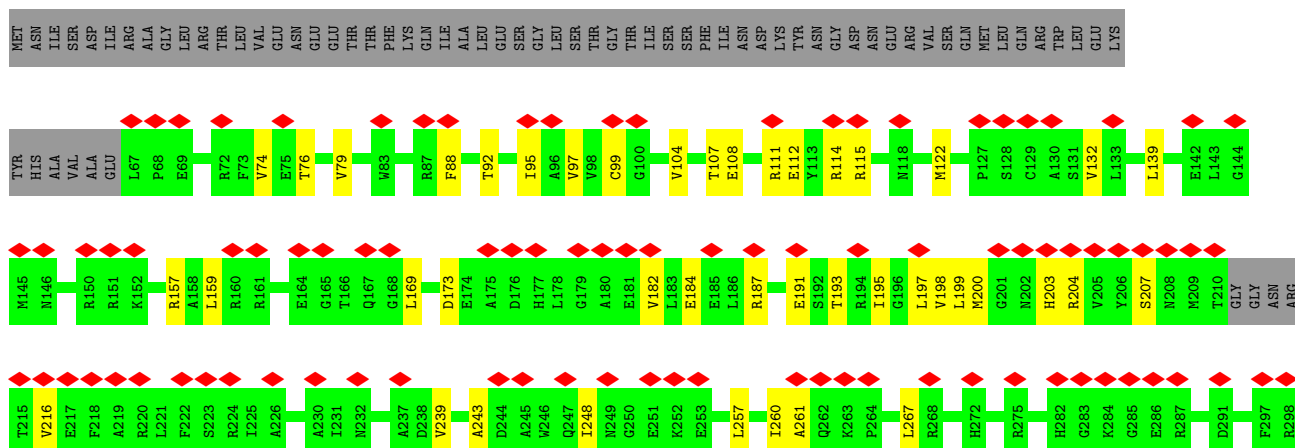 MET ASN ILE SER ASP ILE ARG ALA GLY LEU ARG THR LEU VAL GLU ASN GLU GLU THR THR PHE LYS GLN ILE ALA LEU GLU SER GLY LEU SER THR GLY THR ILE SER SER PHE ILE ASN ASP LYS TYR ASN GLY ASP ASN GLU ARG VAL SER GLN MET LEU GLN ARG TRP LEU GLU LYS
TYR HIS ALA VAL ALA GLU L67 P68 E69 R72 F73 V74 E75 T76 V79 W83 R87 F88 T92 I95 A96 V97 V98 C99 G100 V104 T107 E108 R111 E112 Y113 R114 R115 N118 M122 P127 S128 C129 A130 S131 V132 L133 L139 E142 L143 G144
M145 N146 R150 R151 K152 R157 A158 L159 R160 R161 E164 G165 T166 Q167 G168 L169 D173 E174 A175 D176 H177 L178 G179 A180 E181 V182 L183 E184 E185 L186 R187 E191 S192 T193 R194 I195 G196 L197 V198 L199 M200 G201 N202 H203 R204 V205 Y206 S207 N208 M209 T210 GLY GLY ASN ARG
T215 V216 E217 F218 A219 R220 L221 F222 S223 R224 I225 A226 A230 I231 N232 A237 D238 V239 A243 D244 A245 W246 Q247 I248 N249 G250 E251 K252 E253 L257 I260 A261 Q262 K263 P264 L267 R268 H272 R275 H282 G283 K284 G285 E286 R287 D291 F297 R298